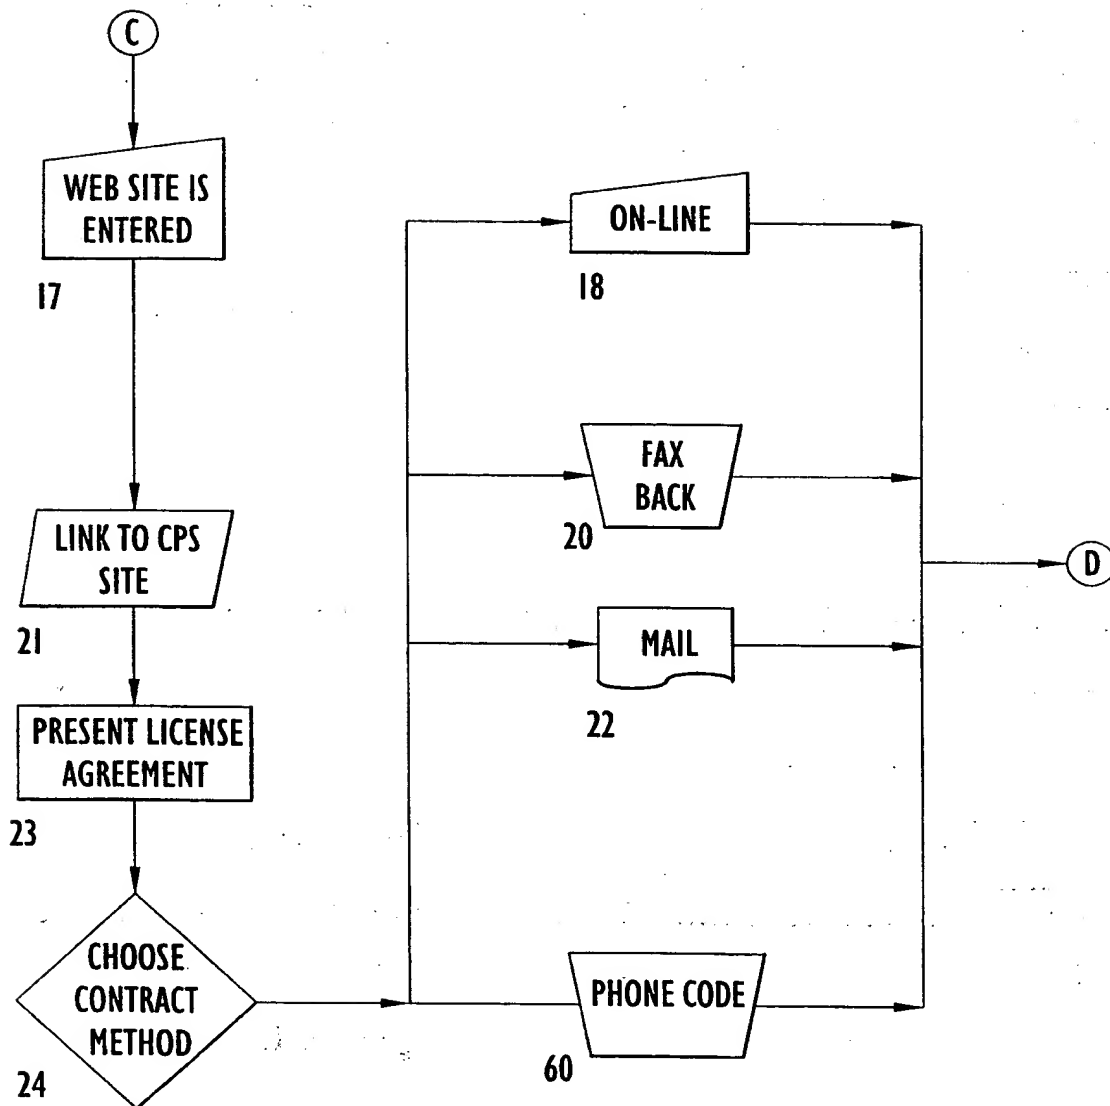 C
WEB SITE IS
ENTERED
17
LINK TO CPS
SITE
21
PRESENT LICENSE
AGREEMENT
23
CHOOSE
CONTRACT
METHOD
24
ON-LINE
18
FAX
BACK
20
MAIL
22
PHONE CODE
60
D